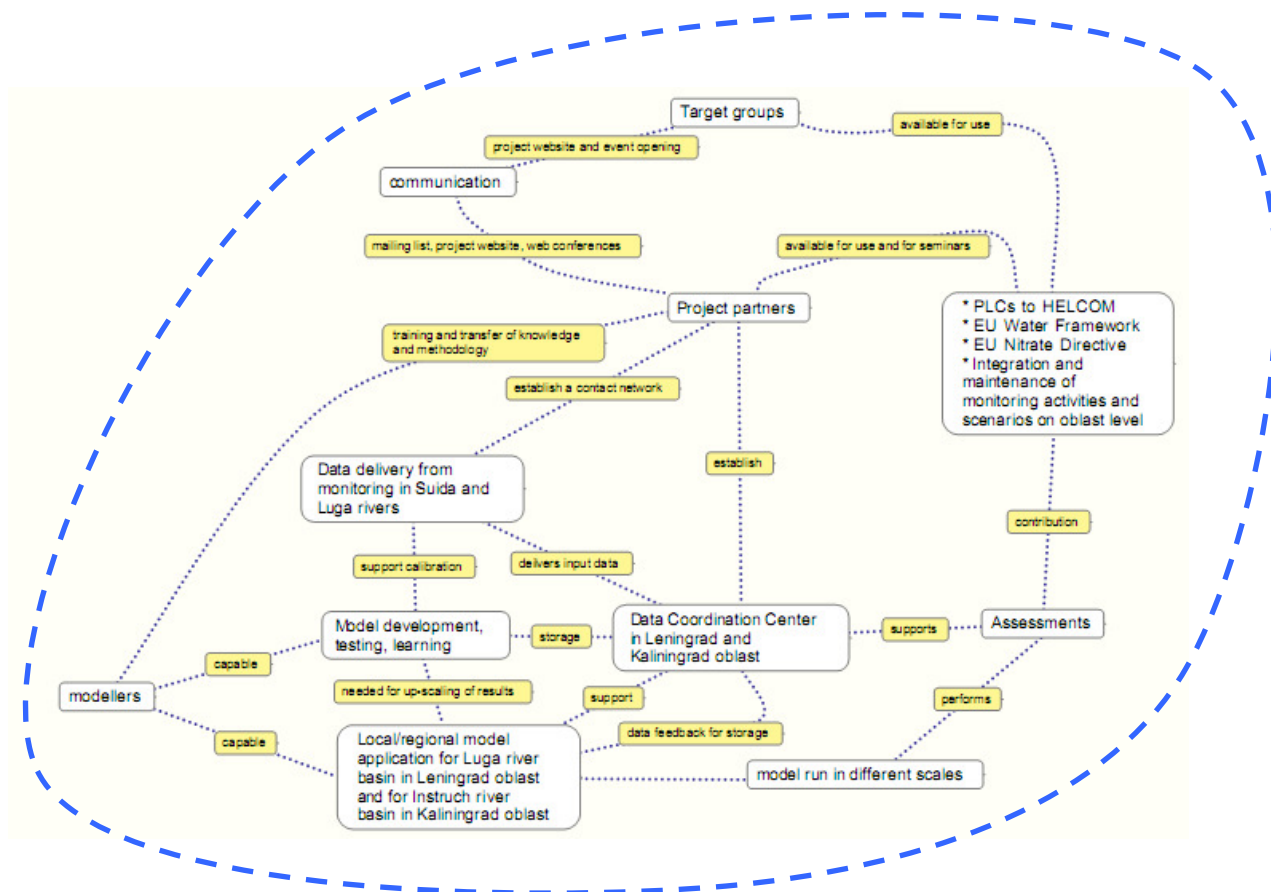 Target groups
available for use
project website and event opening
communication
mailing list, project website, web conferences
available for use and for seminars
Project partners
* PLCs to HELCOM
* EU Water Framework
* EU Nitrate Directive
* Integration and
maintenance of
monitoring activities and
scenarios on oblast level
training and transfer of knowledge
and methodology
establish a contact network
Data delivery from
monitoring in Suida and
Luga rivers
establish
contribution
support calibration
delivers input data
Model development,
testing, learning
storage
Data Coordination Center
in Leningrad and
Kaliningrad oblast
supports
Assessments
capable
modellers
needed for up-scaling of results
support
performs
capable
data feedback for storage
Local/regional model
application for Luga river
basin in Leningrad oblast
and for Instruch river
basin in Kaliningrad oblast
model run in different scales